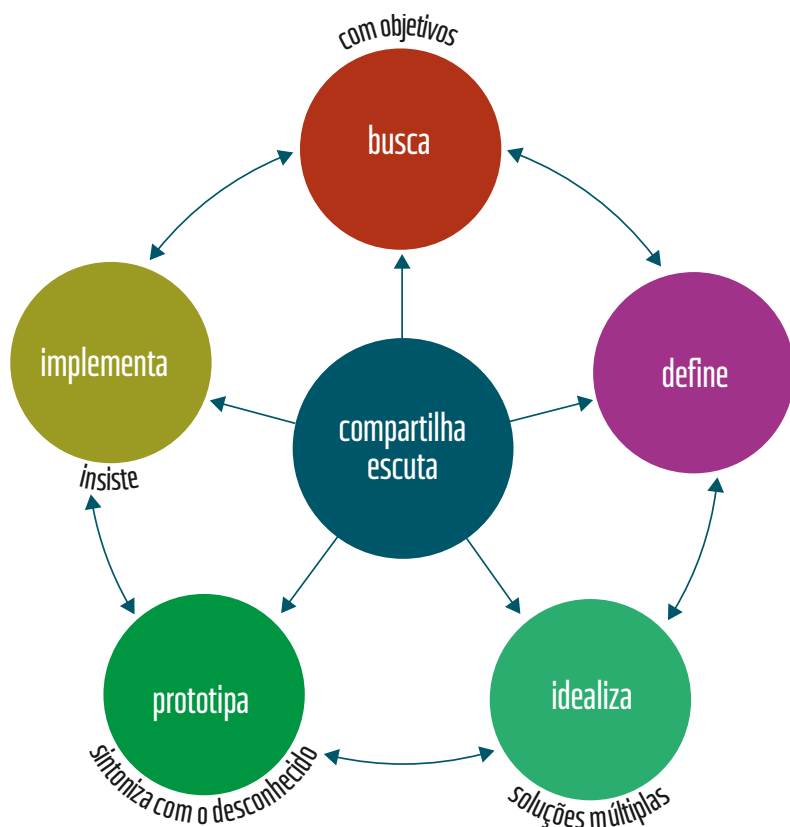 com objetivos
busca
implementa
insiste
define
compartilha
escuta
prototipa
sintoniza com o desconhecido
idealiza
soluções múltiplas